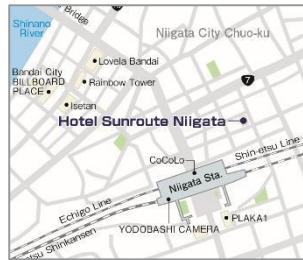 Bridge
Shinano
River
Niigata City Chuo-ku
Lovela Bandai
Bandai City
BILLBOARD
PLACE
Rainbow Tower
7
Isetan
Hotel Sunroute Niigata
CoCoLo
Shin-etsu Line
Niigata Sta.
Echigo Line
PLAKA1
YODOBASHI CAMERA
tsu Shinkansen